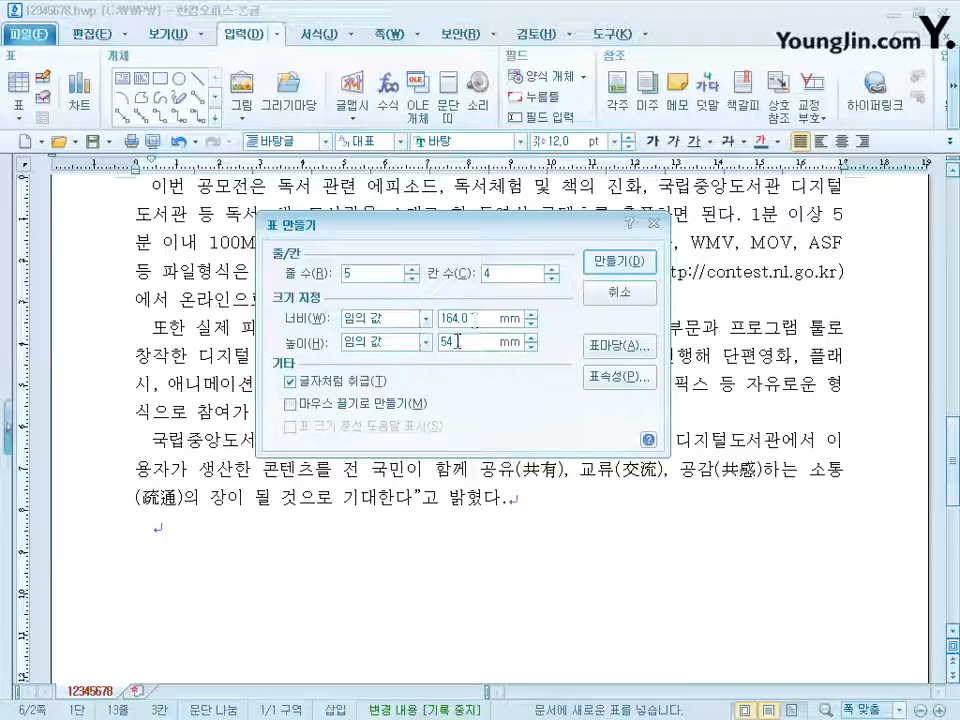 12345678.hwp [C:\WWPW] - 한컴오피스 한글
YoungJin.com Y.
파일(F) 편집(E) 보기(U) 입력(D) 서식(J) 쪽(W) 보안(R) 검토(H) 도구(K)
표 개체 필드 참조
표 차트 그림 그리기마당 글맵시 수식 OLE 개체 문단 띠 소리
양식 개체
누름틀
필드 입력
각주 미주 메모 덧말 책갈피 상호 참조 교정 부호 하이퍼링크
바탕글 대표 바탕 12,0 pt 가 가 가 가 가
이번 공모전은 독서 관련 에피소드, 독서체험 및 책의 진화, 국립중앙도서관 디지털
도서관 등 독서
면 된다. 1분 이상 5
분 이내 100M
, WMV, MOV, ASF
등 파일형식은
tp://contest.nl.go.kr)
에서 온라인으
또한 실제 피
부문과 프로그램 툴로
창작한 디지털
행해 단편영화, 플래
시, 애니메이션
픽스 등 자유로운 형
식으로 참여가
국립중앙도서
디지털도서관에서 이
용자가 생산한 콘텐츠를 전 국민이 함께 공유(共有), 교류(交流), 공감(共感)하는 소통
(疏通)의 장이 될 것으로 기대한다”고 밝혔다.
표 만들기
줄/칸
줄 수(R): 5 칸 수(C): 4
크기 지정
너비(W): 임의 값 164,0 mm
높이(H): 임의 값 54 mm
기타
글자처럼 취급(T)
마우스 끌기로 만들기(M)
표 크기 풍선 도움말 표시(S)
만들기(D)
취소
표마당(A)...
표속성(P)...
12345678
6/2쪽 1단 13줄 3칸 문단 나눔 1/1 구역 삽입 변경 내용 [기록 중지] 문서에 새로운 표를 넣습니다. 폭 맞춤